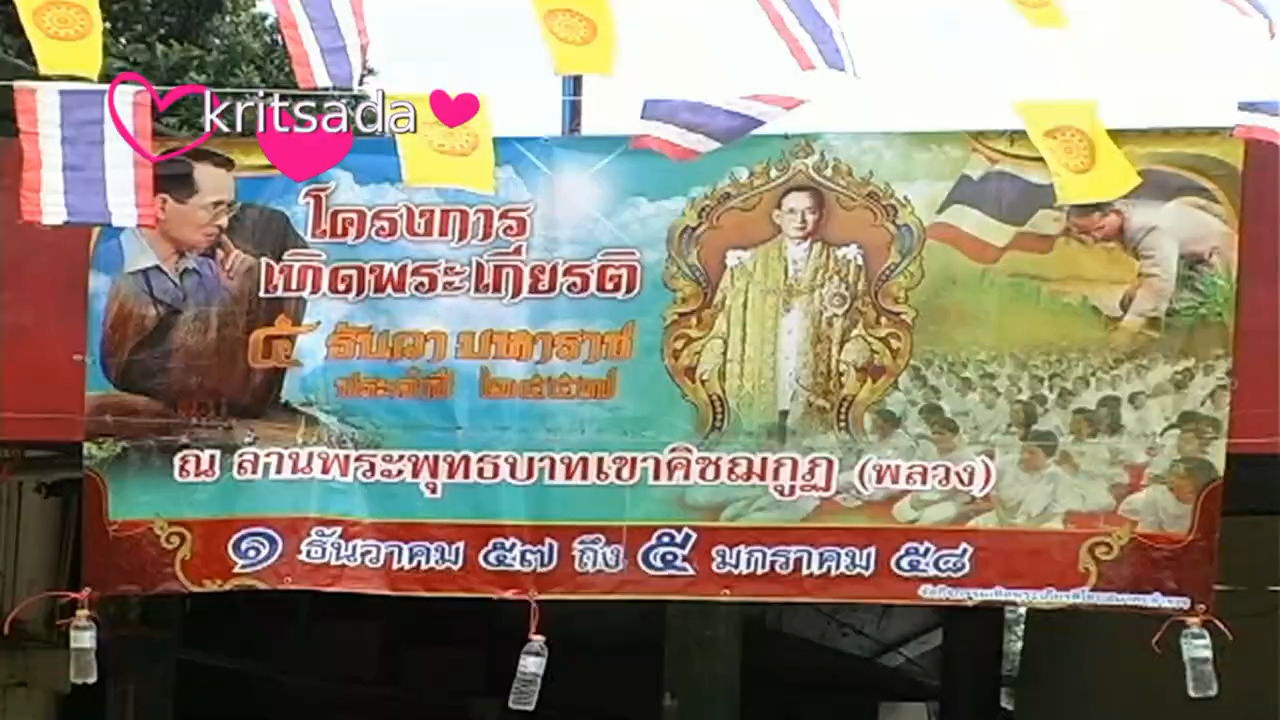 kritsada
โครงการ
เทิดพระเกียรติ
๕ ธันวา มหาราช
ประจำปี ๒๕๕๗
ณ ลานพระพุทธบาทเขาคิชฌกูฏ (พลวง)
๑ ธันวาคม ๕๗ ถึง ๕ มกราคม ๕๘